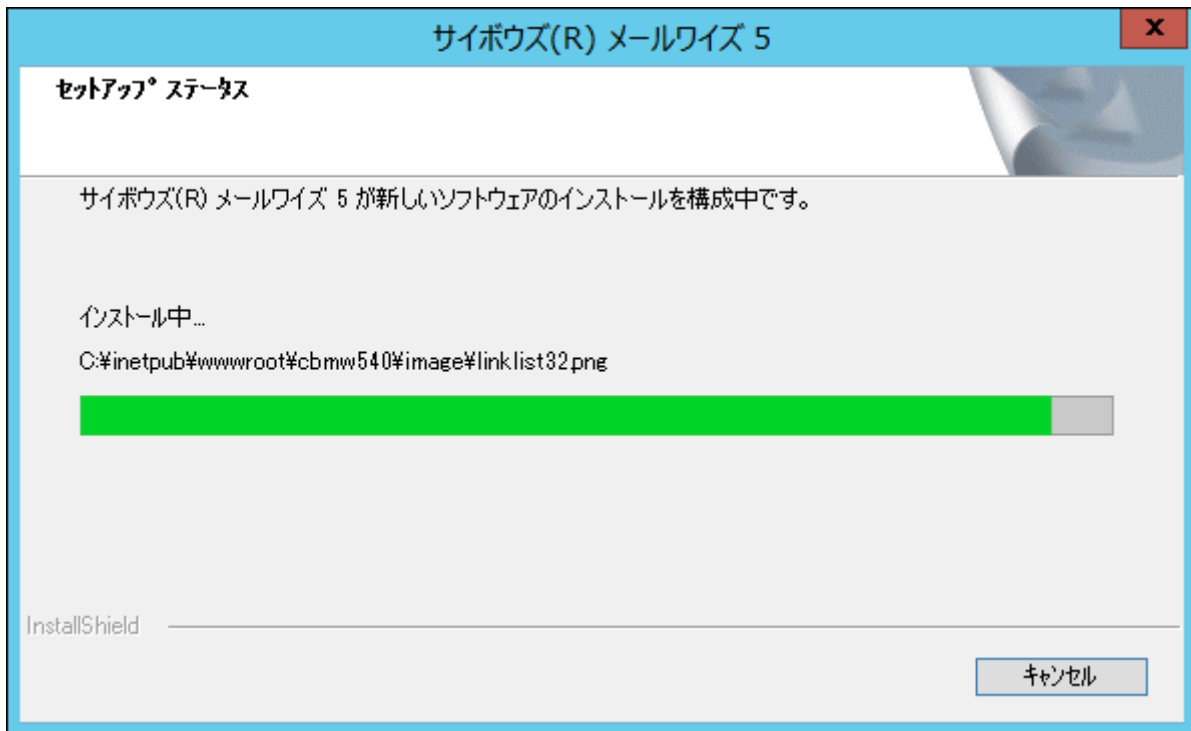 サイボウズ(R) メールワイズ 5
x
セットアップ ステータス
サイボウズ(R) メールワイズ 5 が新しいソフトウェアのインストールを構成中です。
インストール中...
C:¥inetpub¥wwwroot¥cbmw540¥image¥linklist32.png
InstallShield
キャンセル